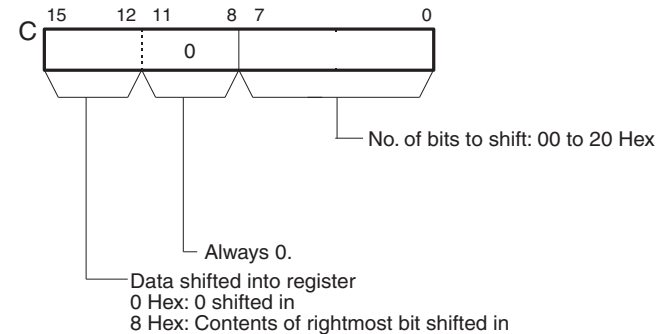 15 12 11 8 7 0
C
0
No. of bits to shift: 00 to 20 Hex
Always 0.
Data shifted into register
0 Hex: 0 shifted in
8 Hex: Contents of rightmost bit shifted in